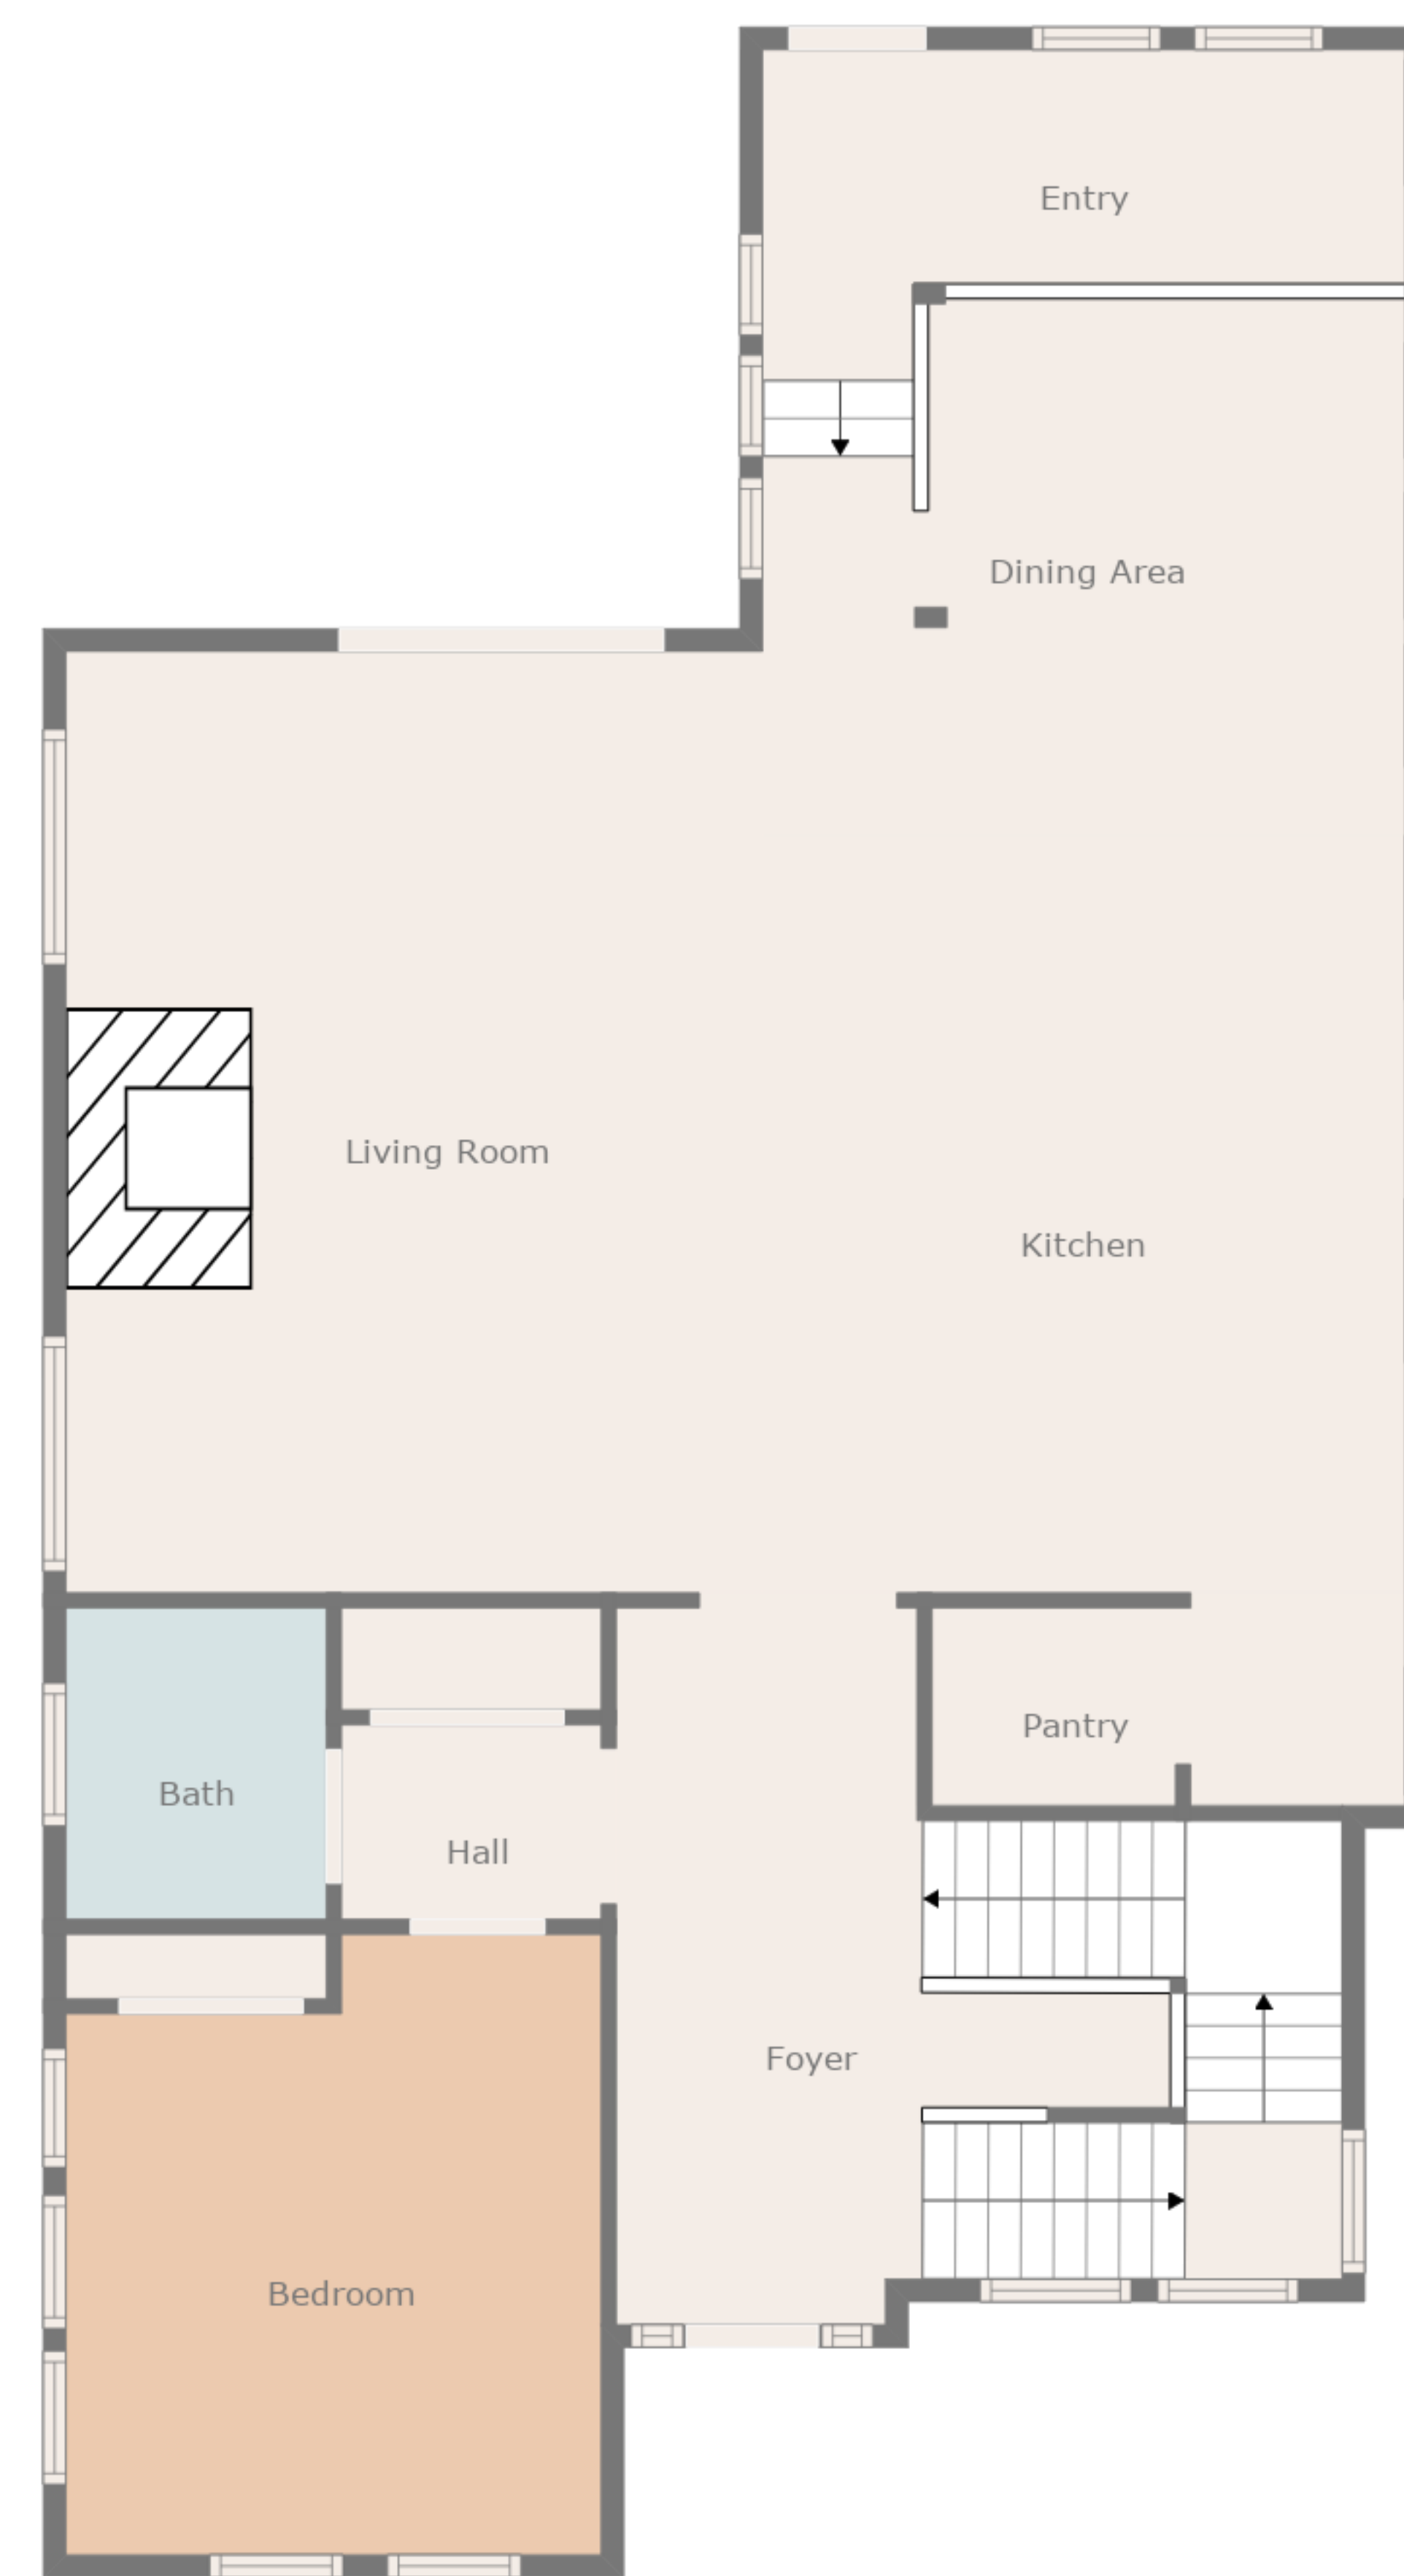 Entry
Dining Area
Living Room
Kitchen
Pantry
Bath
Hall
Foyer
Bedroom